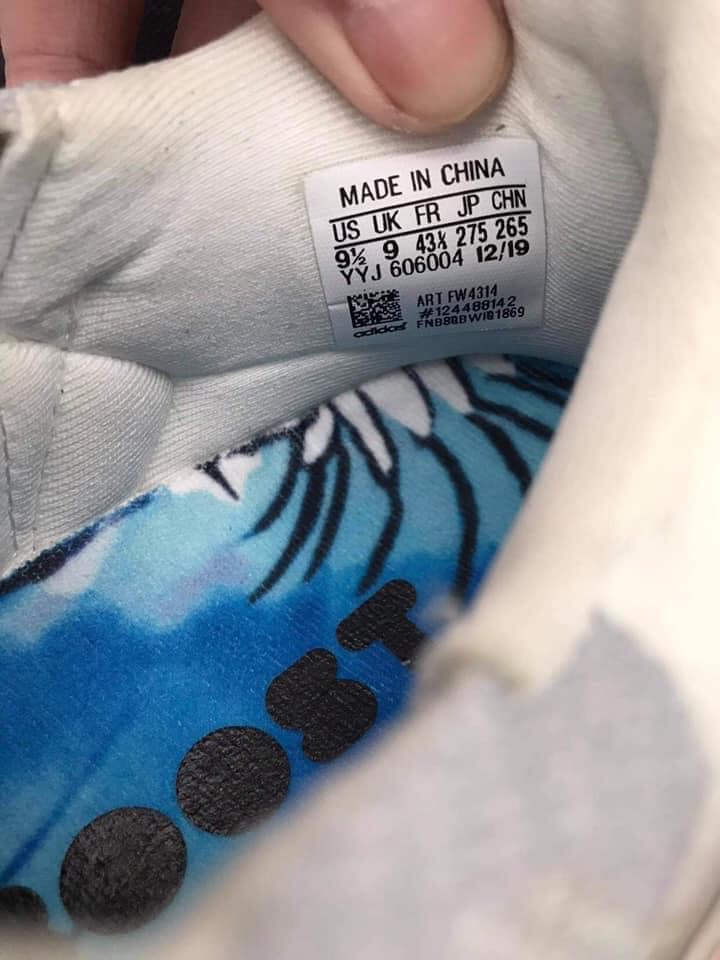 MADE IN CHINA
US UK FR JP CHN
9½ 9 43⅓ 275 265
YYJ 606004 12/19
ART FW4314
#124488142
adidas
OOST